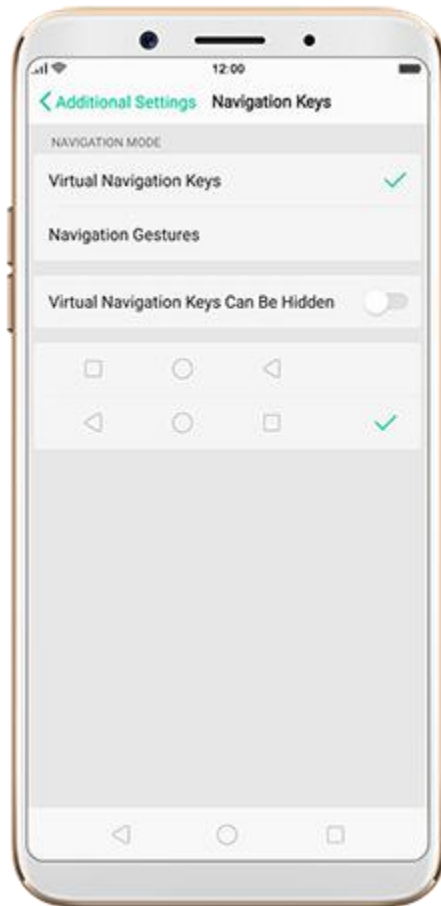 12:00
Additional Settings Navigation Keys
NAVIGATION MODE
Virtual Navigation Keys
Navigation Gestures
Virtual Navigation Keys Can Be Hidden